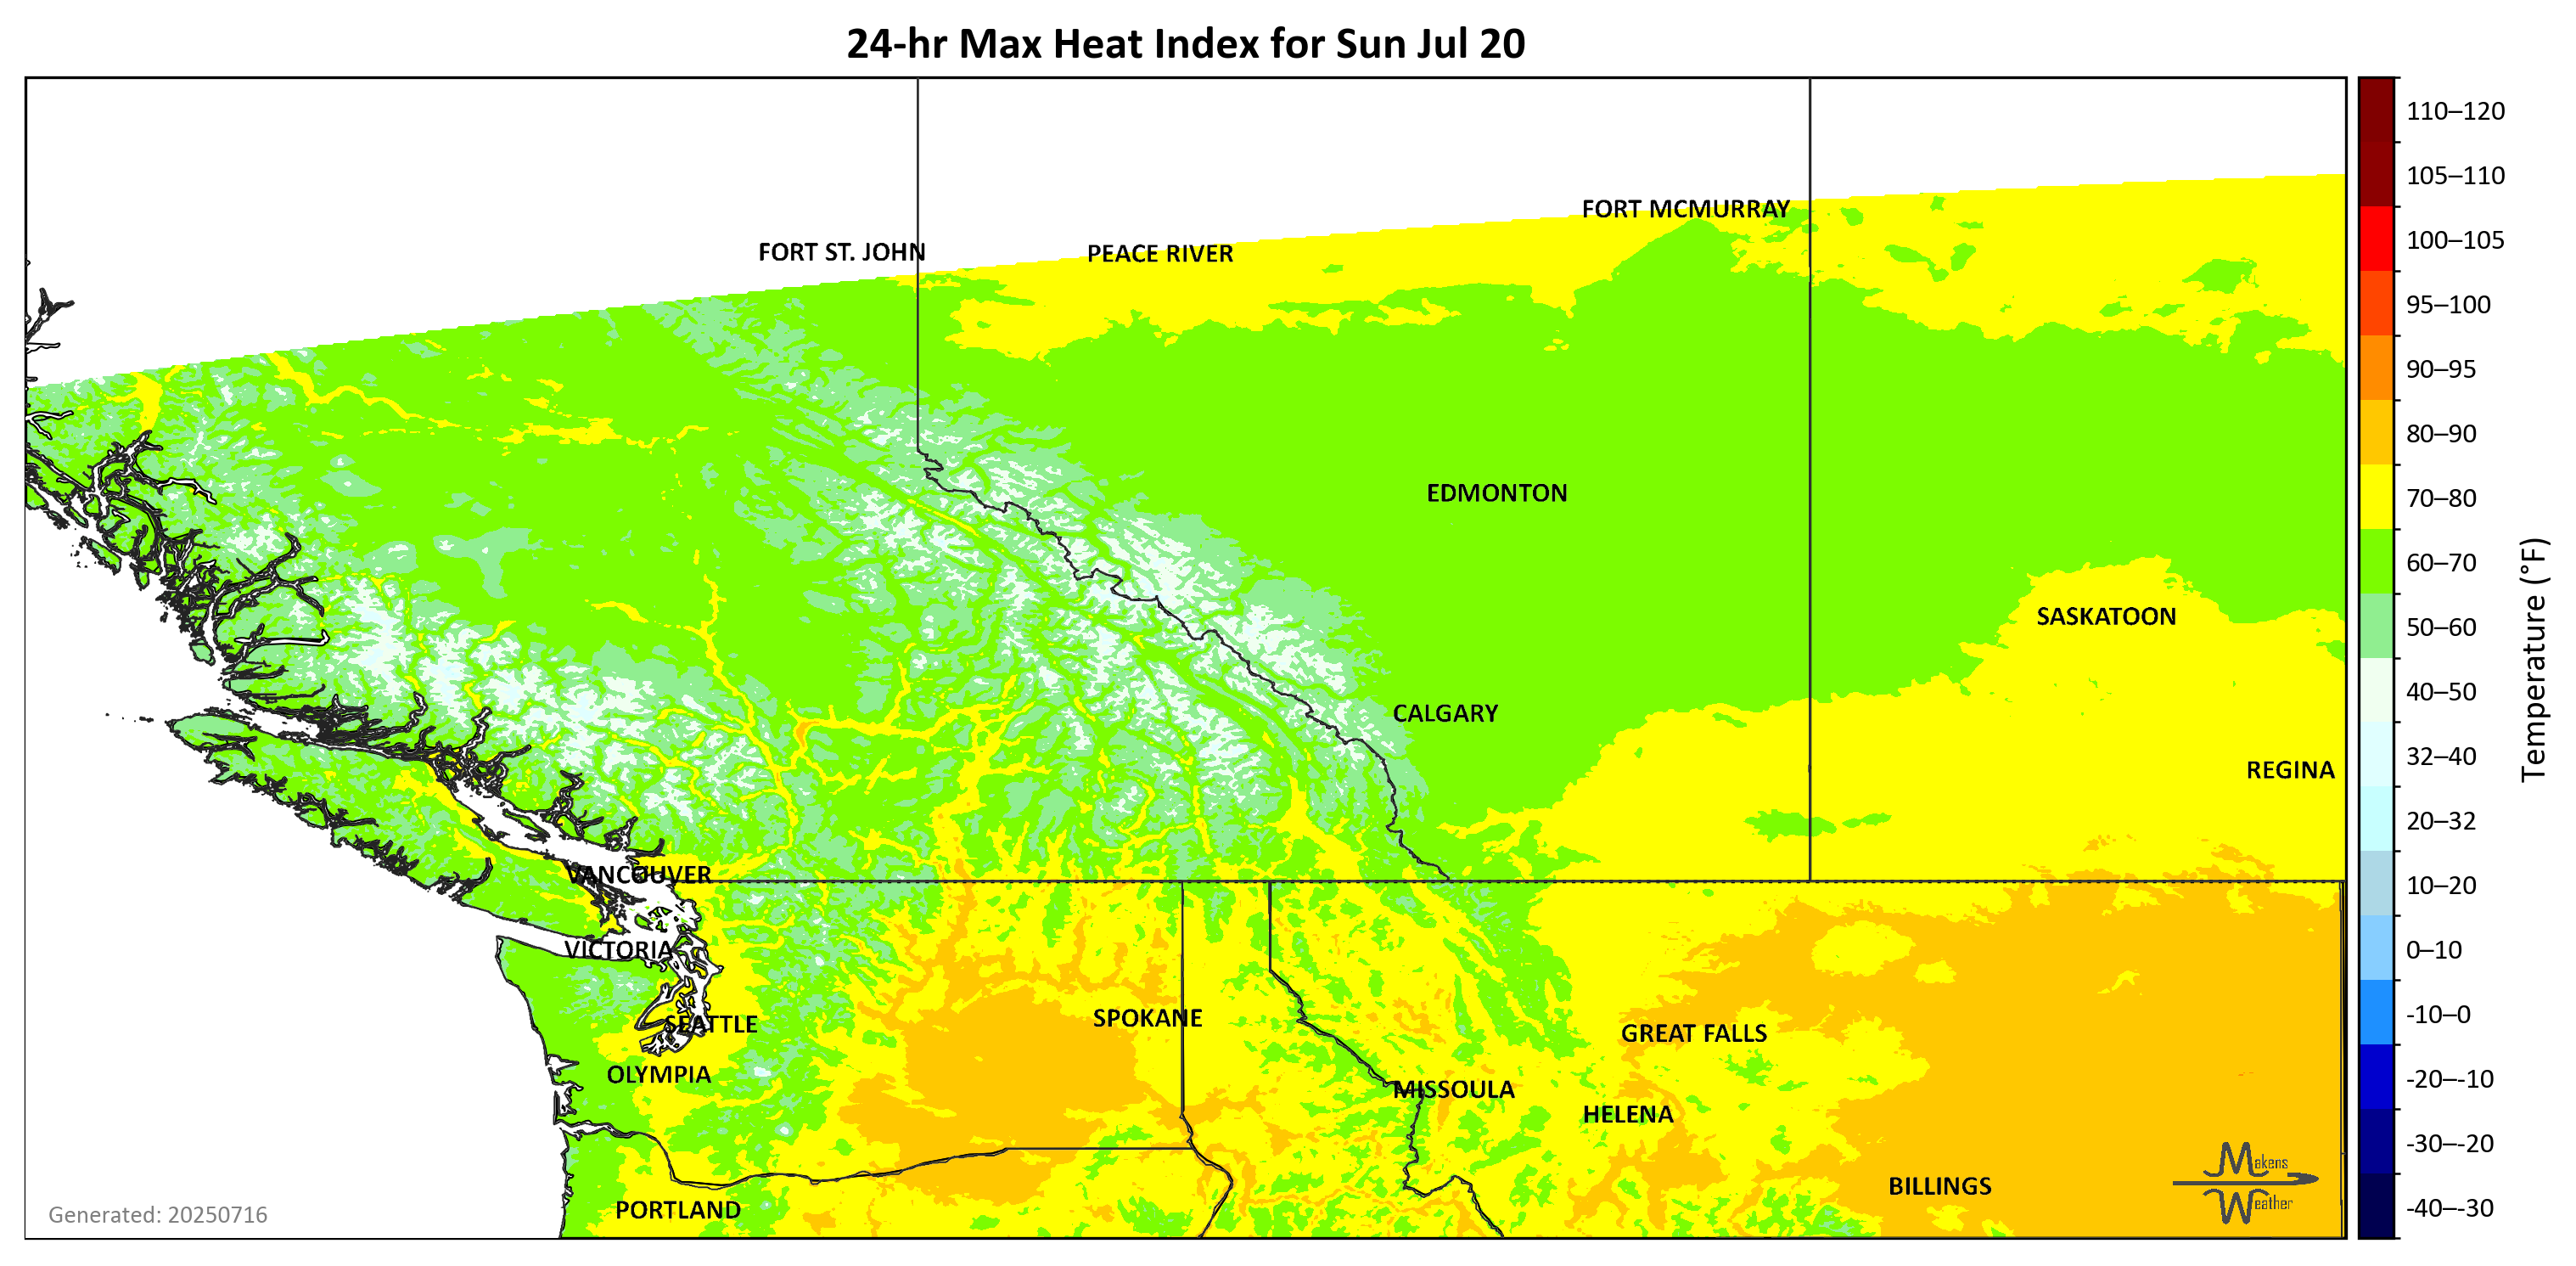 24-hr Max Heat Index for Sun Jul 20
110–120
105–110
100–105
95–100
90–95
80–90
70–80
60–70
50–60
40–50
32–40
20–32
10–20
0–10
-10–0
-20–-10
-30–-20
-40–-30
Temperature (°F)
FORT MCMURRAY
FORT ST. JOHN
PEACE RIVER
EDMONTON
SASKATOON
CALGARY
REGINA
VANCOUVER
VICTORIA
SEATTLE
SPOKANE
GREAT FALLS
OLYMPIA
MISSOULA
HELENA
BILLINGS
PORTLAND
Makens
Weather
Generated: 20250716